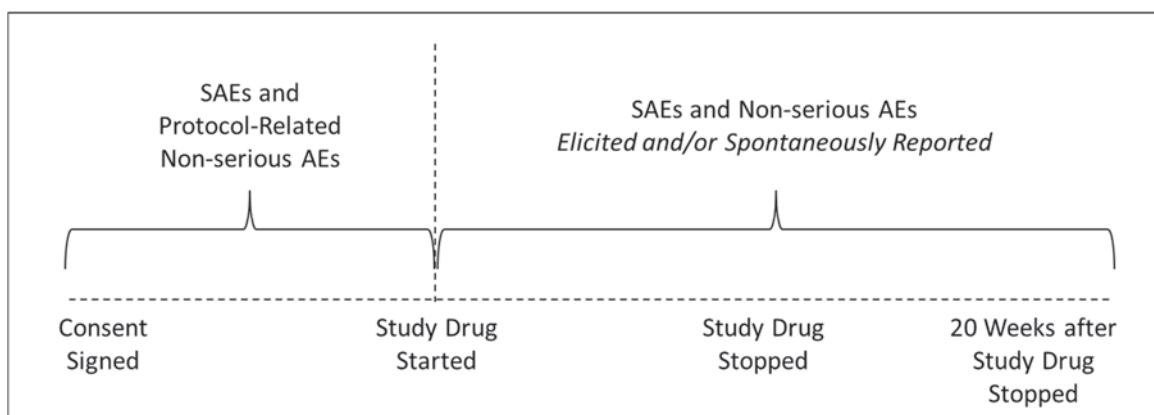 SAEs and
Protocol-Related
Non-serious AEs
SAEs and Non-serious AEs
Elicited and/or Spontaneously Reported
Consent
Signed
Study Drug
Started
Study Drug
Stopped
20 Weeks after
Study Drug
Stopped